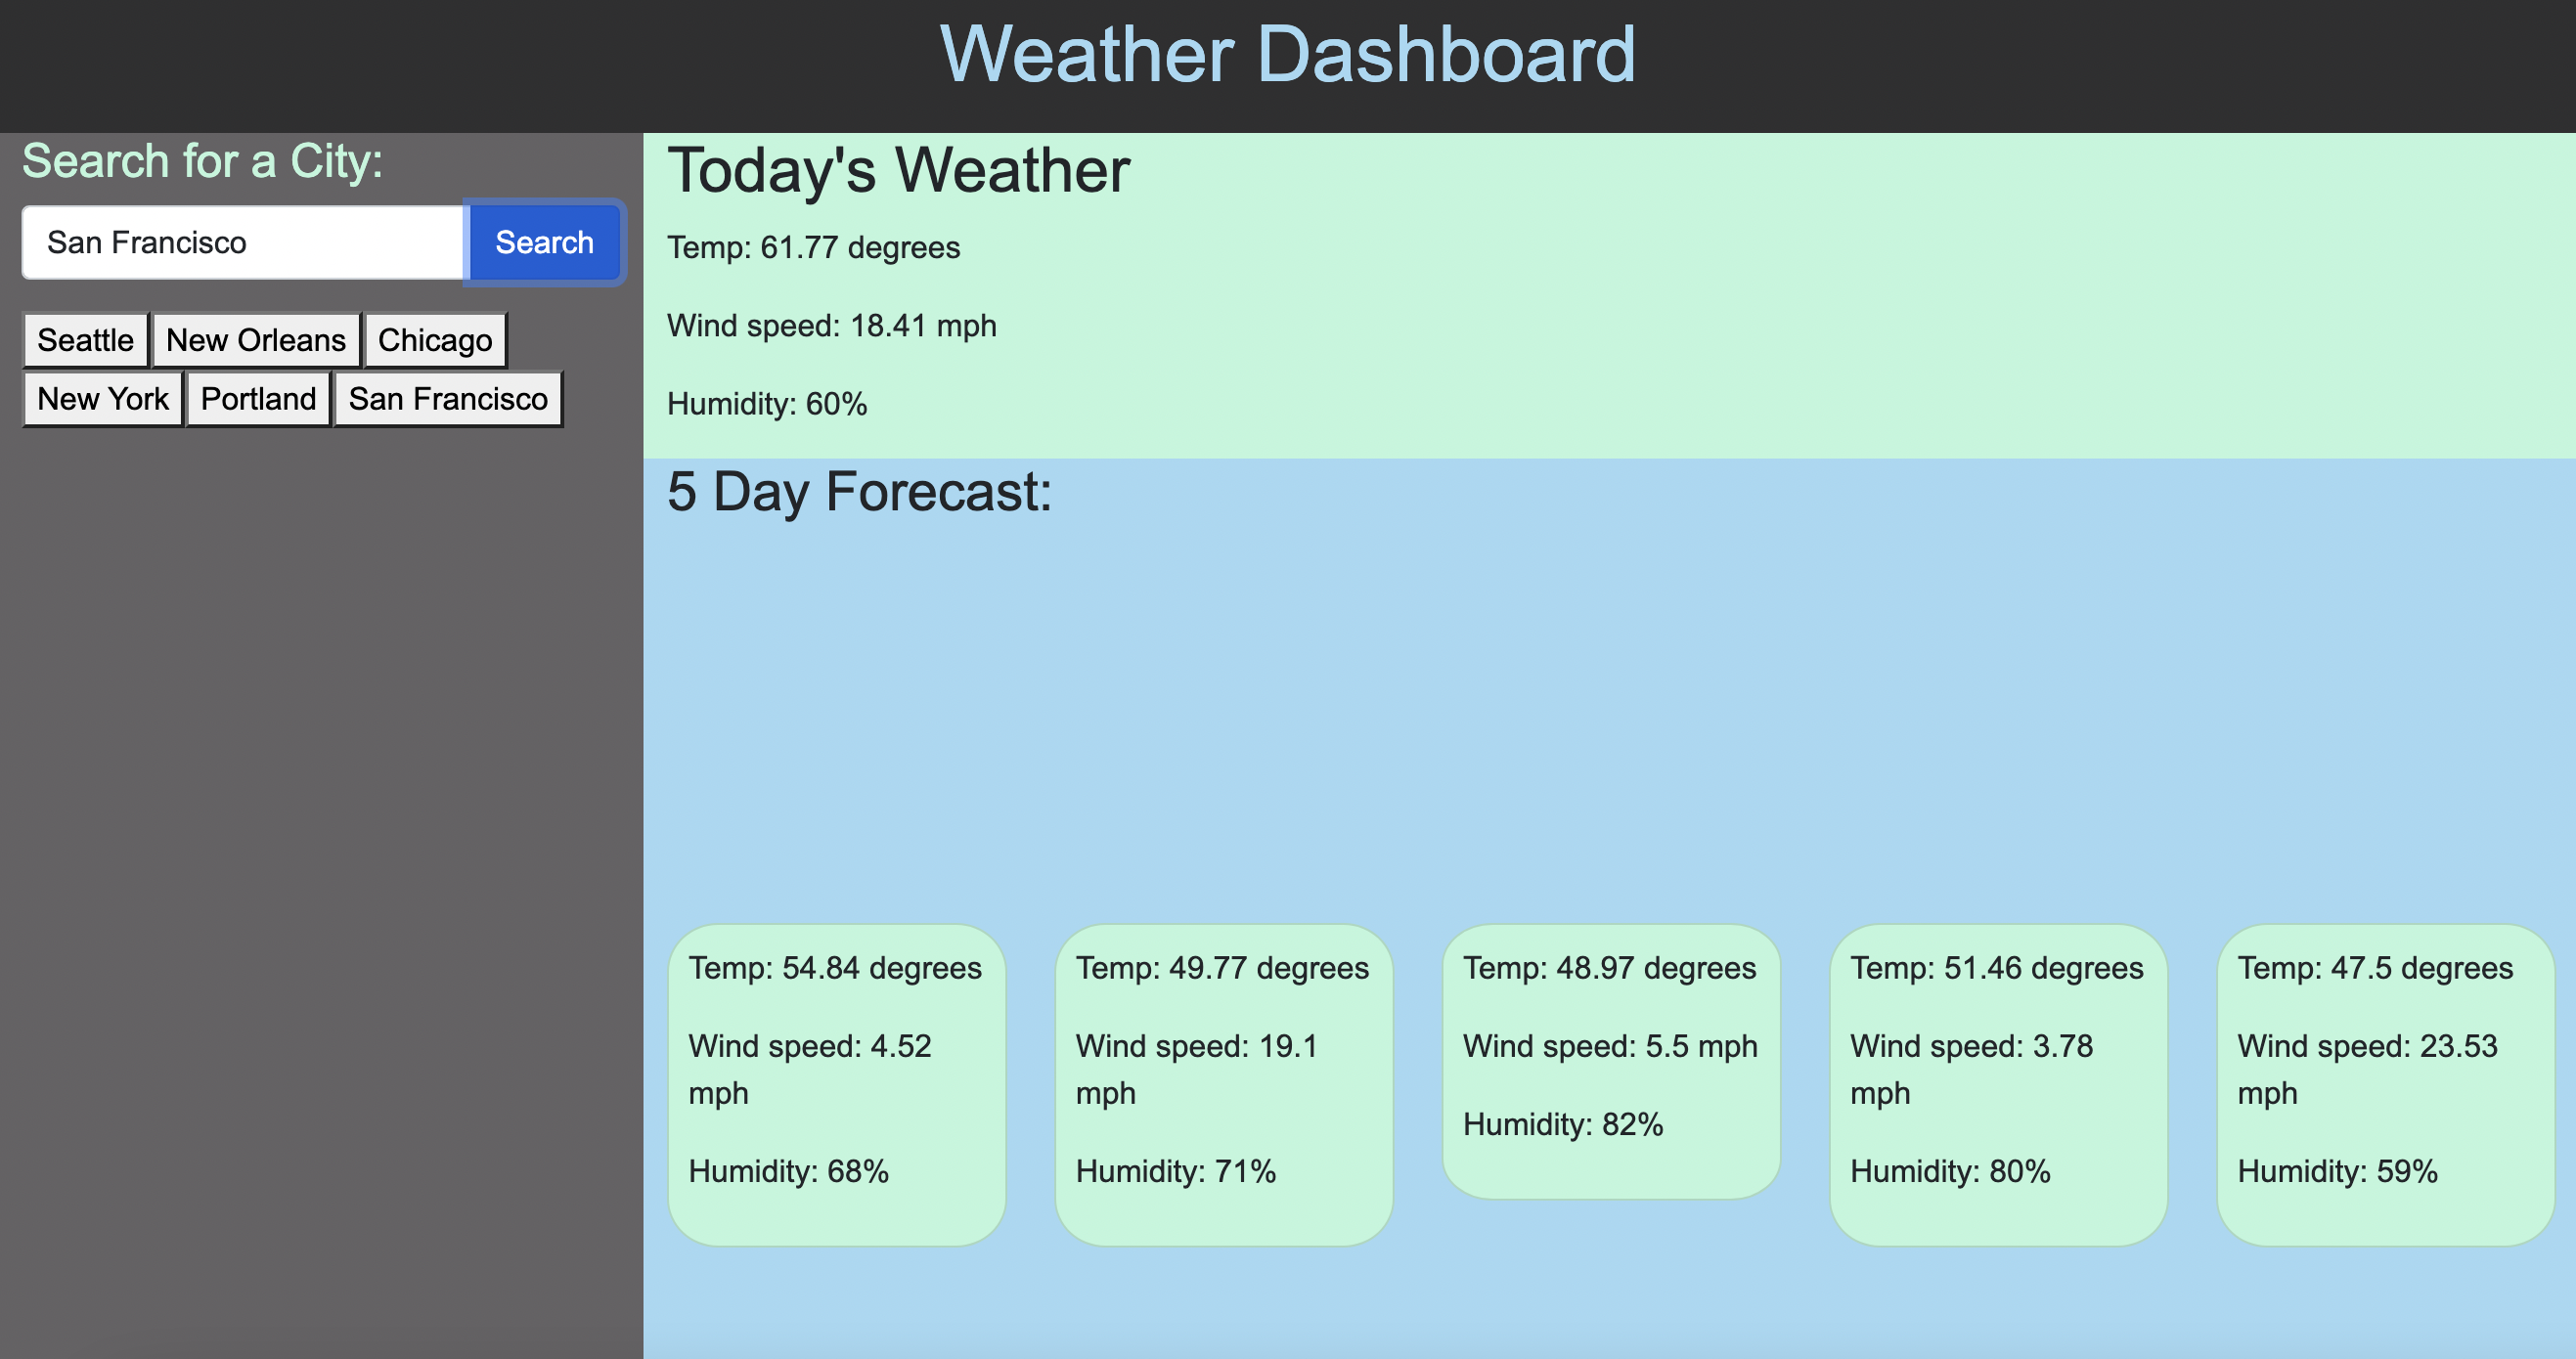 Weather Dashboard
Search for a City:
San Francisco
Search
Seattle
New Orleans
Chicago
New York
Portland
San Francisco
Today's Weather
Temp: 61.77 degrees
Wind speed: 18.41 mph
Humidity: 60%
5 Day Forecast:
Temp: 54.84 degrees
Wind speed: 4.52
mph
Humidity: 68%
Temp: 49.77 degrees
Wind speed: 19.1
mph
Humidity: 71%
Temp: 48.97 degrees
Wind speed: 5.5 mph
Humidity: 82%
Temp: 51.46 degrees
Wind speed: 3.78
mph
Humidity: 80%
Temp: 47.5 degrees
Wind speed: 23.53
mph
Humidity: 59%